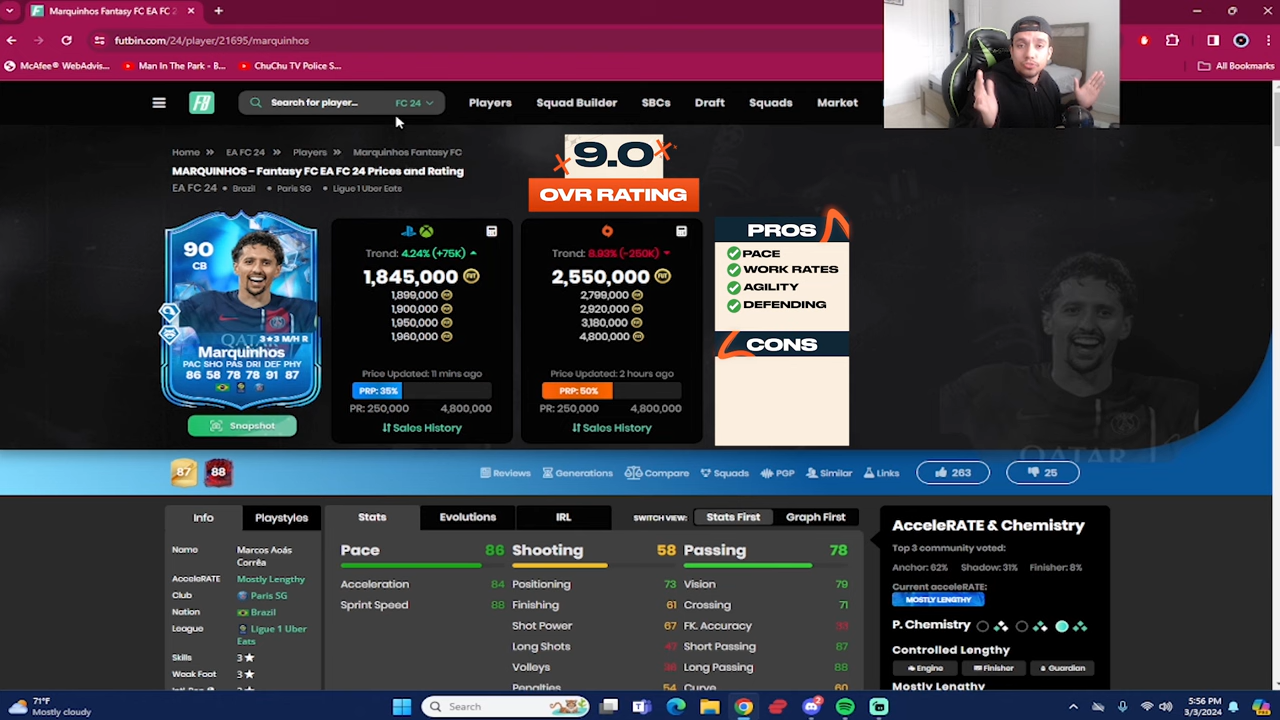 Marquinhos Fantasy FC EA FC 2
futbin.com/24/player/21695/marquinhos
McAfee® WebAdvis...
Man In The Park - 8...
ChuChu TV Police S...
All Bookmarks
FB
Search for player...
FC 24
Players
Squad Builder
SBCs
Draft
Squads
Market
Home >> EA FC 24 >> Players >> Marquinhos Fantasy FC
MARQUINHOS - Fantasy FC EA FC 24 Prices and Rating
EA FC 24 • Brazil • Paris SG • Ligue 1 Uber Eats
9.0
OVR RATING
90
CB
QATAR
3★3 M/H R
Marquinhos
PAC SHO PAS DRI DEF PHY
86 58 78 78 91 87
Snapshot
Trend: 4.24% (+75K)
1,845,000
1,899,000
1,900,000
1,950,000
1,960,000
Price Updated: 11 mins ago
PRP: 35%
PR: 250,000
4,800,000
Sales History
Trend: 8.93% (-250K)
2,550,000
2,799,000
2,920,000
3,180,000
4,800,000
Price Updated: 2 hours ago
PRP: 50%
PR: 250,000
4,800,000
Sales History
PROS
PACE
WORK RATES
AGILITY
DEFENDING
CONS
QATAR
87
88
Reviews
Generations
Compare
Squads
PGP
Similar
Links
263
25
Info
Playstyles
Name
Marcos Aoás
Corrêa
AcceleRATE
Mostly Lengthy
Club
Paris SG
Nation
Brazil
League
Ligue 1 Uber
Eats
Skills
3★
Weak Foot
3★
Stats
Evolutions
IRL
SWITCH VIEW:
Stats First
Graph First
Pace 86
Acceleration 84
Sprint Speed 88
Shooting 58
Positioning 73
Finishing 61
Shot Power 67
Long Shots 47
Volleys
Penalties 54
Passing 78
Vision 79
Crossing 71
FK. Accuracy
Short Passing 87
Long Passing 88
Curve 60
AcceleRATE & Chemistry
Top 3 community voted:
Anchor: 62% Shadow: 31% Finisher: 8%
Current acceleRATE:
MOSTLY LENGTHY
P. Chemistry
Controlled Lengthy
Engine
Finisher
Guardian
Mostly Lengthy
71°F
Mostly cloudy
Search
5:56 PM
3/3/2024